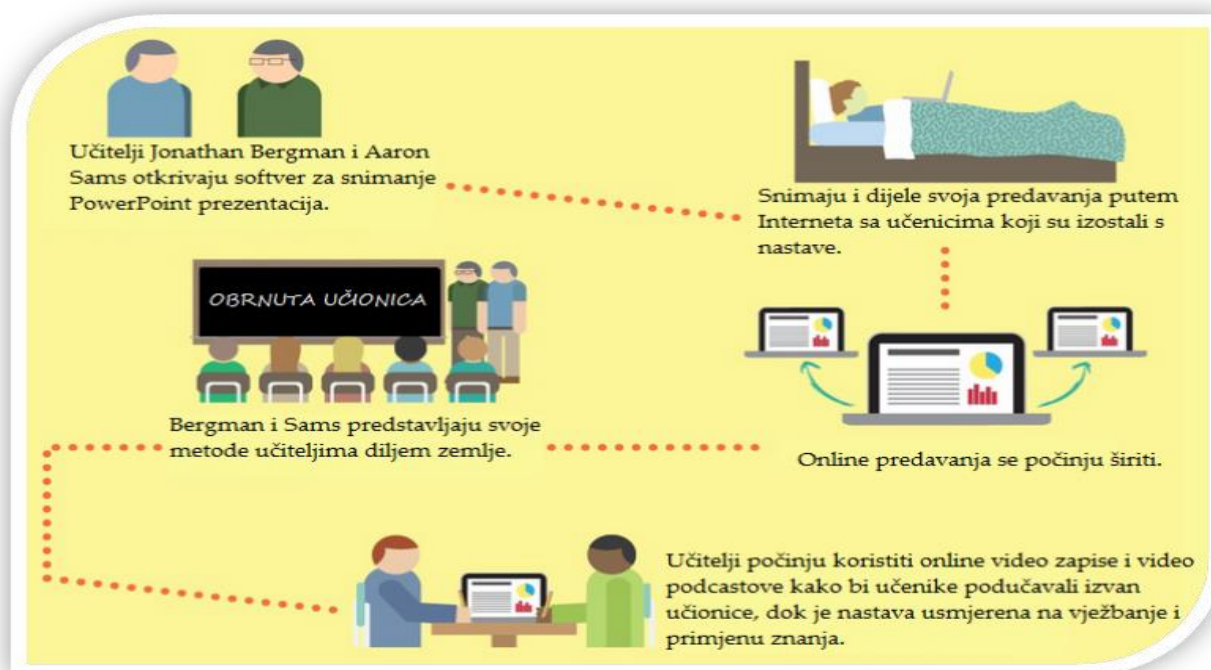 Učitelji Jonathan Bergman i Aaron
Sams otkrivaju softver za snimanje
PowerPoint prezentacija.
Snimaju i dijele svoja predavanja putem
Interneta sa učenicima koji su izostali s
nastave.
Online predavanja se počinju širiti.
OBRNUTA UČIONICA
Bergman i Sams predstavljaju svoje
metode učiteljima diljem zemlje.
Učitelji počinju koristiti online video zapise i video
podcastove kako bi učenike podučavali izvan
učionice, dok je nastava usmjerena na vježbanje i
primjenu znanja.